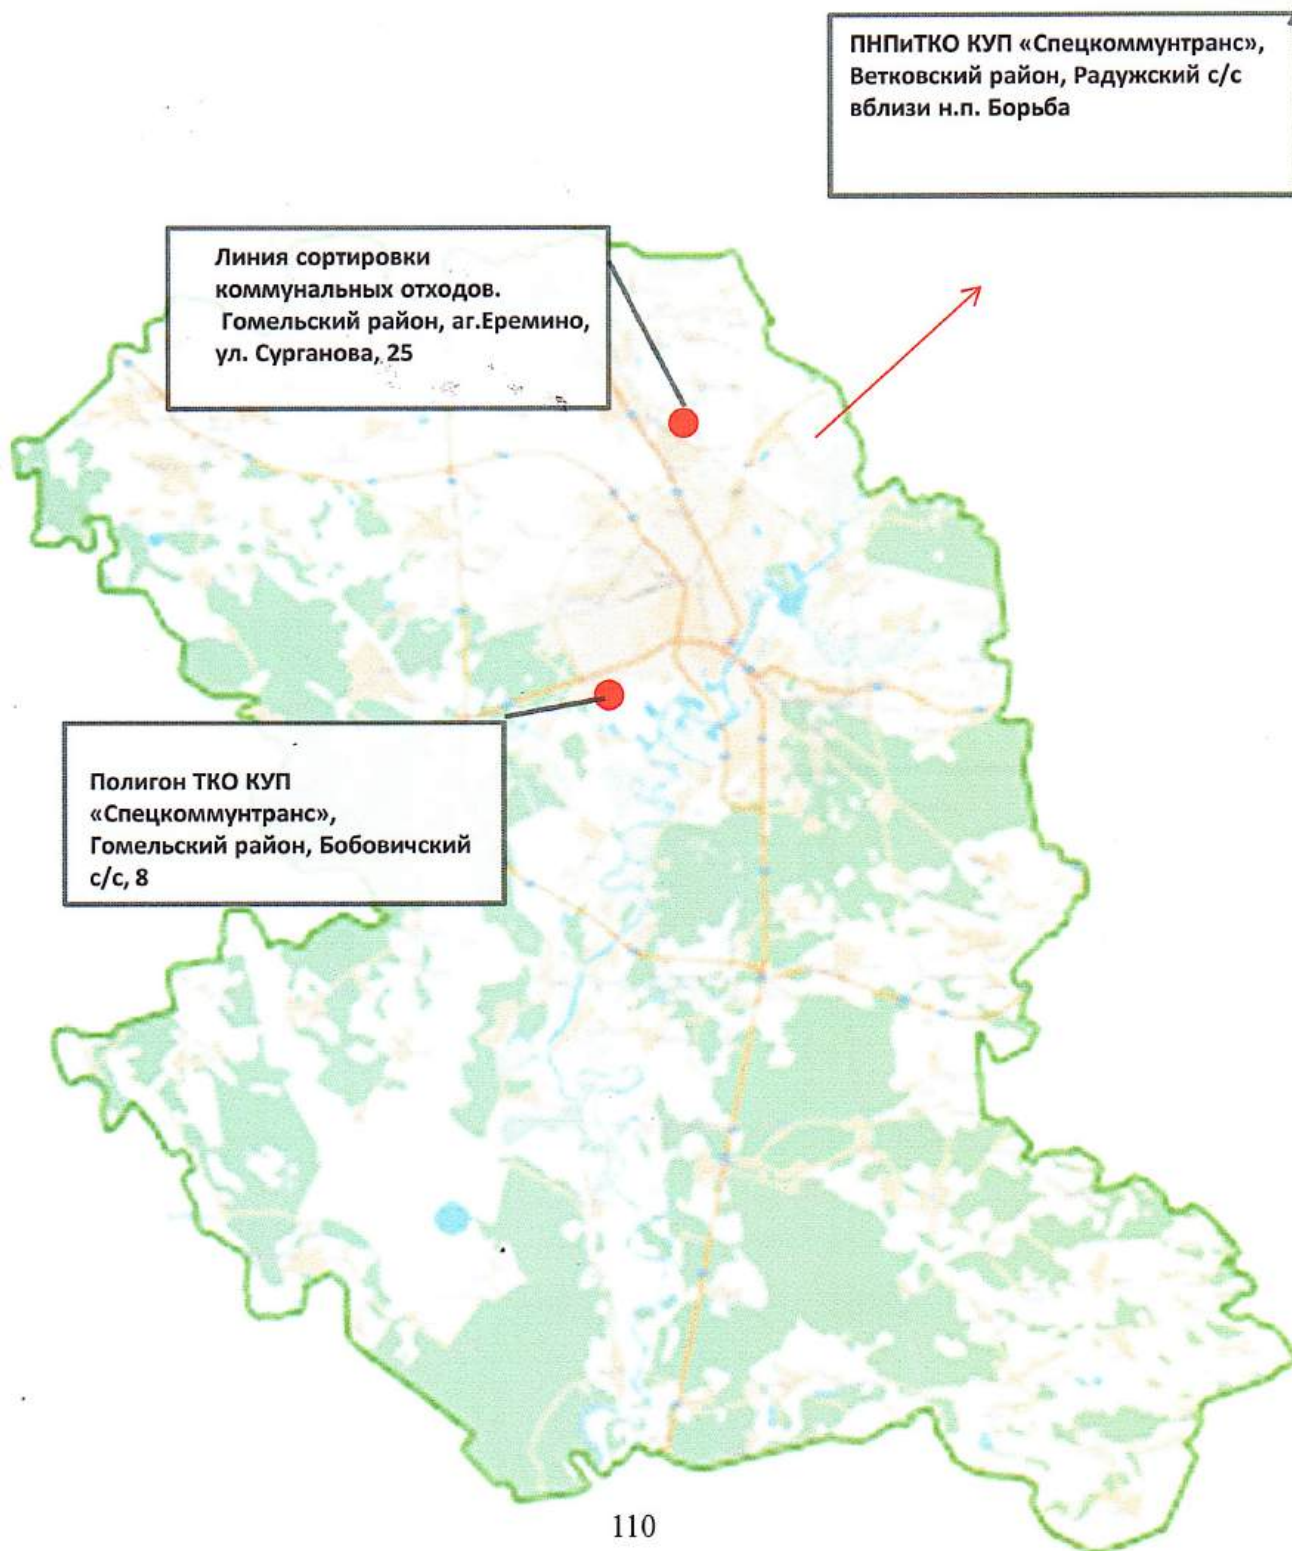 ПНПиТКО КУП «Спецкоммунтранс»,
Ветковский район, Радужский с/с
вблизи н.п. Борьба
Линия сортировки
коммунальных отходов.
Гомельский район, аг.Еремино,
ул. Сурганова, 25
Полигон ТКО КУП
«Спецкоммунтранс»,
Гомельский район, Бобовичский
с/с, 8
110